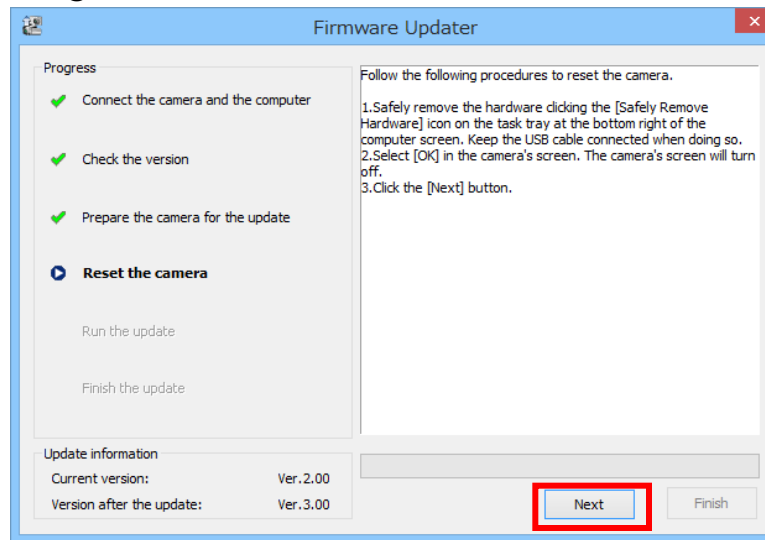 Firmware Updater
Progress
Connect the camera and the computer
Check the version
Prepare the camera for the update
Reset the camera
Run the update
Finish the update
Follow the following procedures to reset the camera.
1.Safely remove the hardware clicking the [Safely Remove
Hardware] icon on the task tray at the bottom right of the
computer screen. Keep the USB cable connected when doing so.
2.Select [OK] in the camera's screen. The camera's screen will turn
off.
3.Click the [Next] button.
Update information
Current version: Ver.2.00
Version after the update: Ver.3.00
Next
Finish